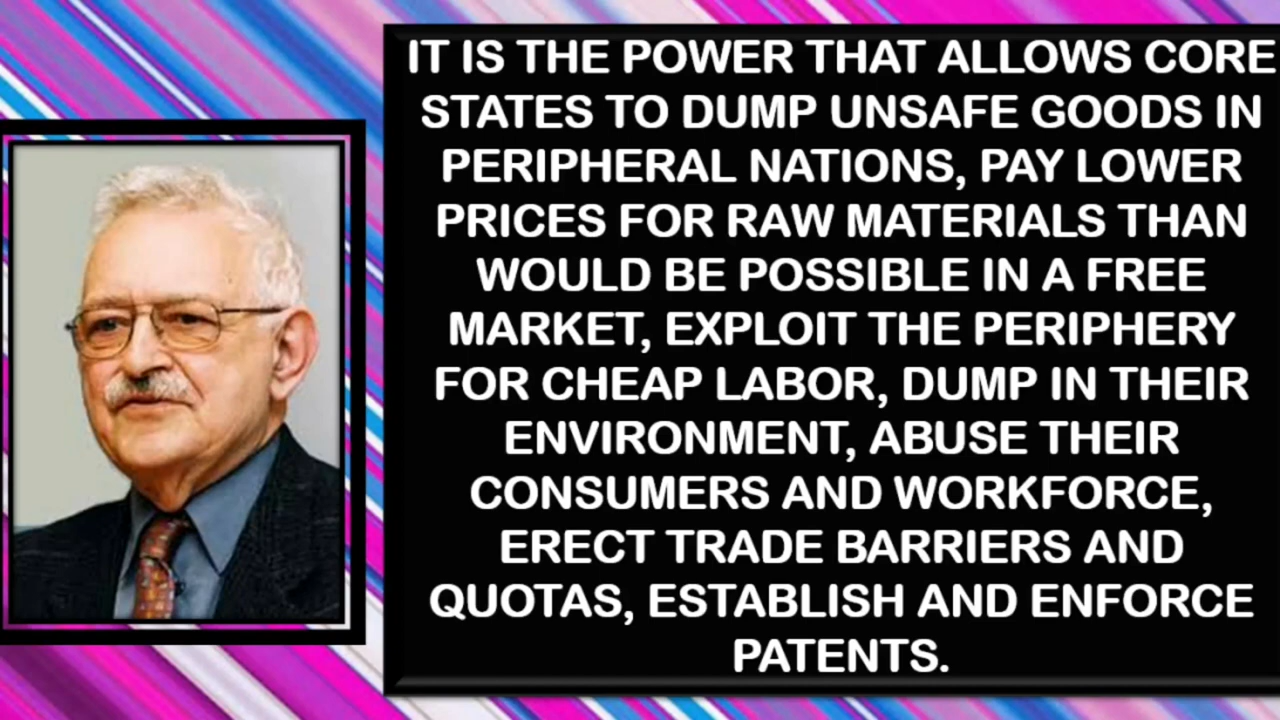 IT IS THE POWER THAT ALLOWS CORE
STATES TO DUMP UNSAFE GOODS IN
PERIPHERAL NATIONS, PAY LOWER
PRICES FOR RAW MATERIALS THAN
WOULD BE POSSIBLE IN A FREE
MARKET, EXPLOIT THE PERIPHERY
FOR CHEAP LABOR, DUMP IN THEIR
ENVIRONMENT, ABUSE THEIR
CONSUMERS AND WORKFORCE,
ERECT TRADE BARRIERS AND
QUOTAS, ESTABLISH AND ENFORCE
PATENTS.